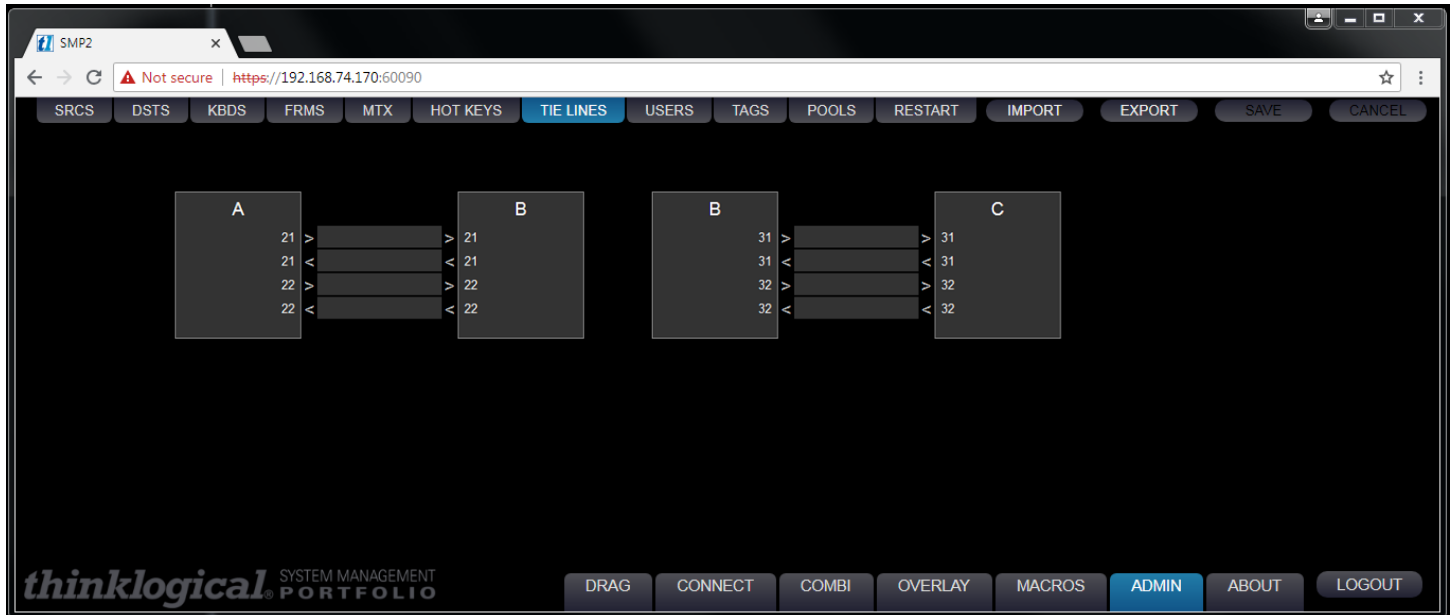 SMP2
Not secure | https://192.168.74.170:60090
SRCS DSTS KBDS FRMS MTX HOT KEYS TIE LINES USERS TAGS POOLS RESTART IMPORT EXPORT SAVE CANCEL
A B B C
21 > > 21 31 > > 31
21 < < 21 31 < < 31
22 > > 22 32 > > 32
22 < < 22 32 < < 32
thinklogical® SYSTEM MANAGEMENT
PORTFOLIO
DRAG CONNECT COMBI OVERLAY MACROS ADMIN ABOUT LOGOUT